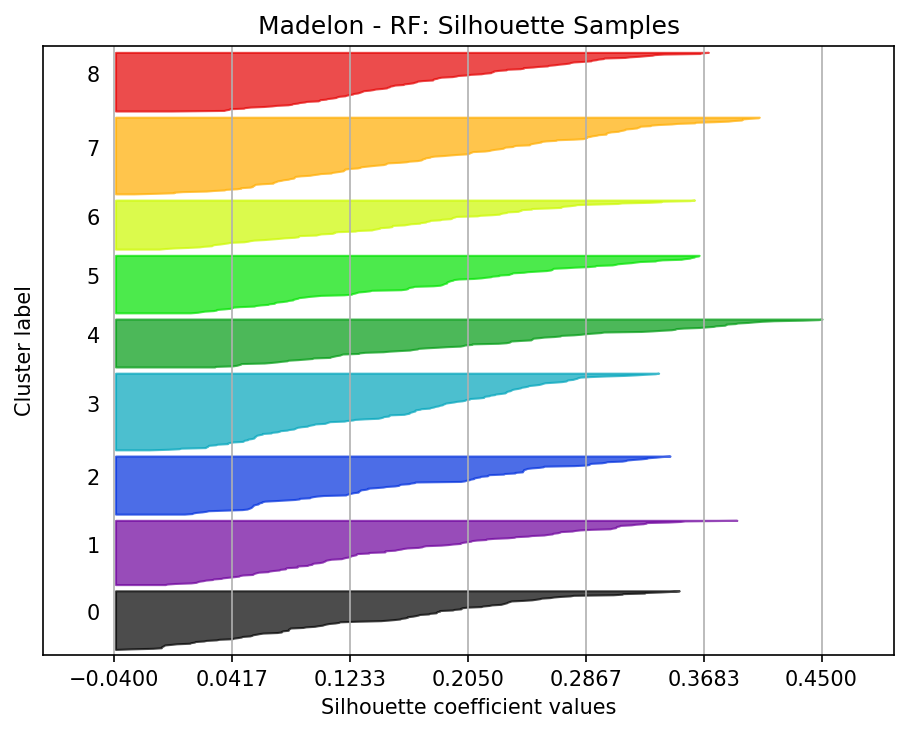 Madelon - RF: Silhouette Samples
8
7
6
5
4
3
2
1
0
Cluster label
−0.0400 0.0417 0.1233 0.2050 0.2867 0.3683 0.4500
Silhouette coefficient values